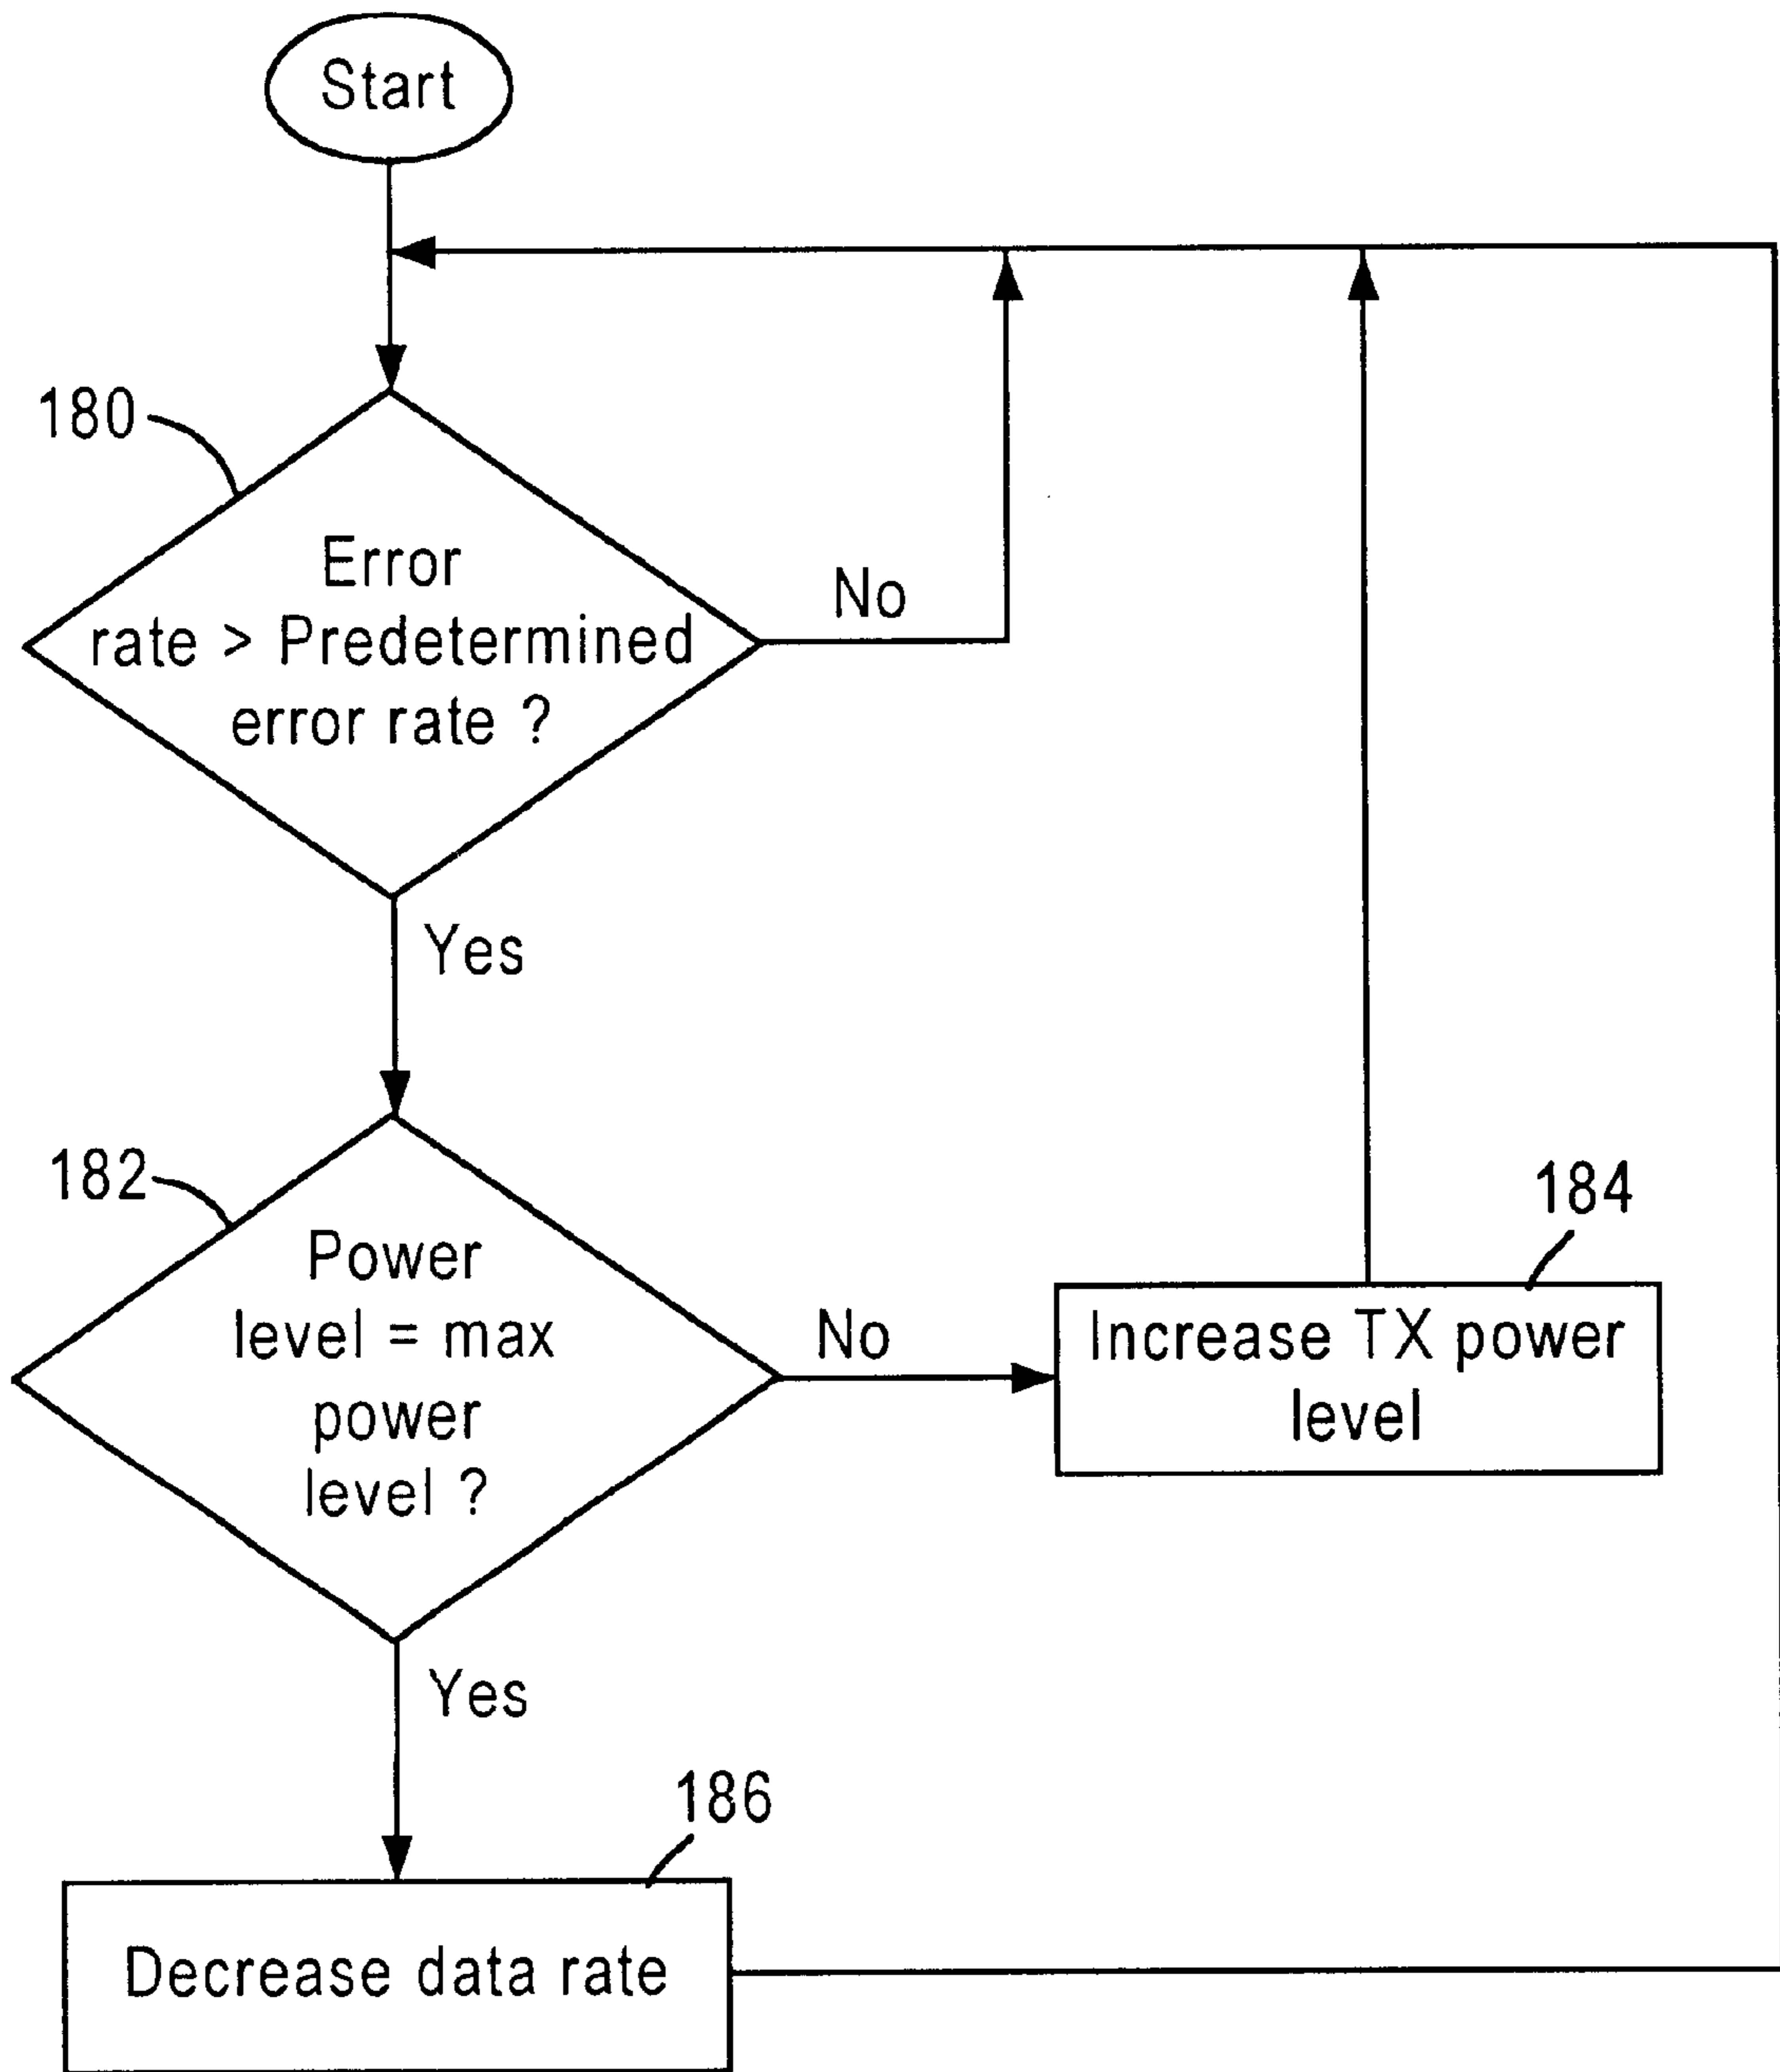 Start
180
Error
rate > Predetermined
error rate ?
No
Yes
182
Power
level = max
power
level ?
No
184
Increase TX power
level
Yes
186
Decrease data rate